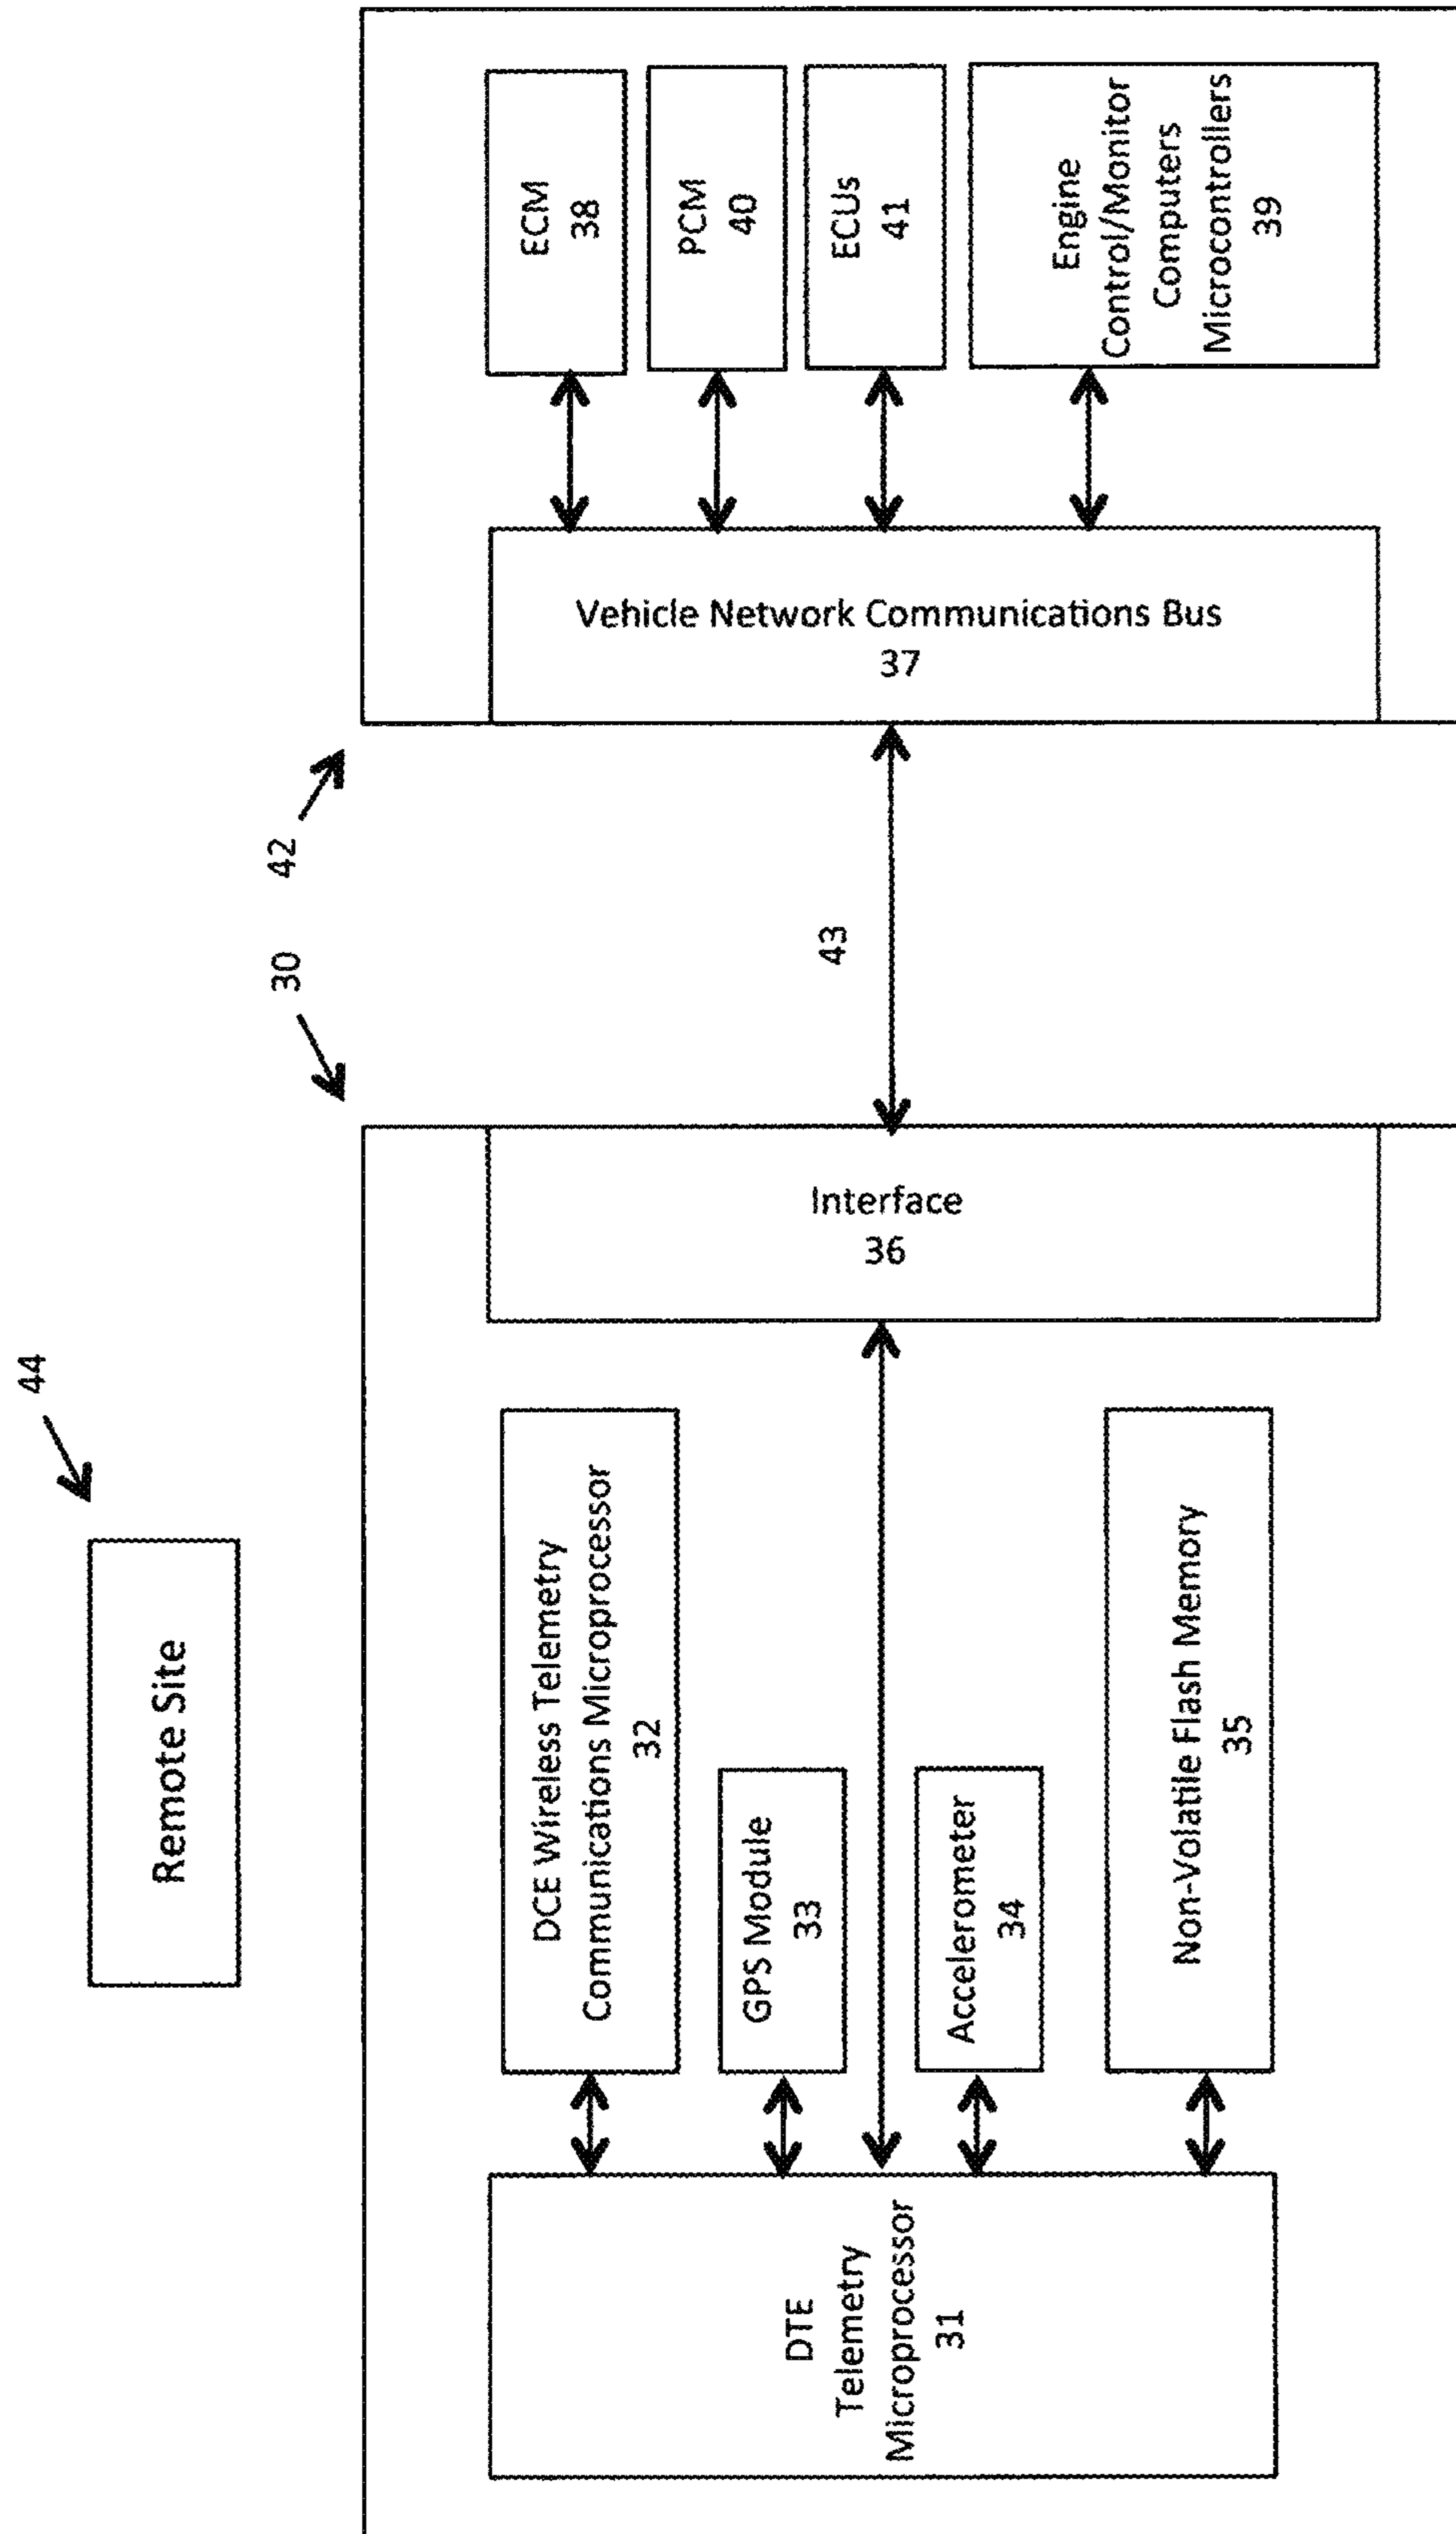 44
Remote Site
30
42
DTE
Telemetry
Microprocessor
31
DCE Wireless Telemetry
Communications Microprocessor
32
GPS Module
33
Accelerometer
34
Non-Volatile Flash Memory
35
Interface
36
43
Vehicle Network Communications Bus
37
ECM
38
PCM
40
ECUs
41
Engine
Control/Monitor
Computers
Microcontrollers
39